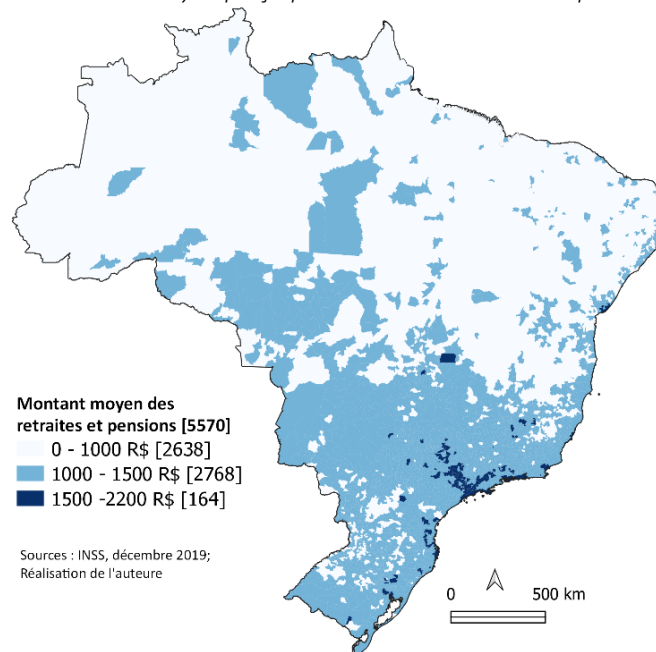 Montant moyen des
retraites et pensions [5570]
0 - 1000 R$ [2638]
1000 - 1500 R$ [2768]
1500 -2200 R$ [164]
Sources : INSS, décembre 2019;
Réalisation de l'auteure
0 500 km